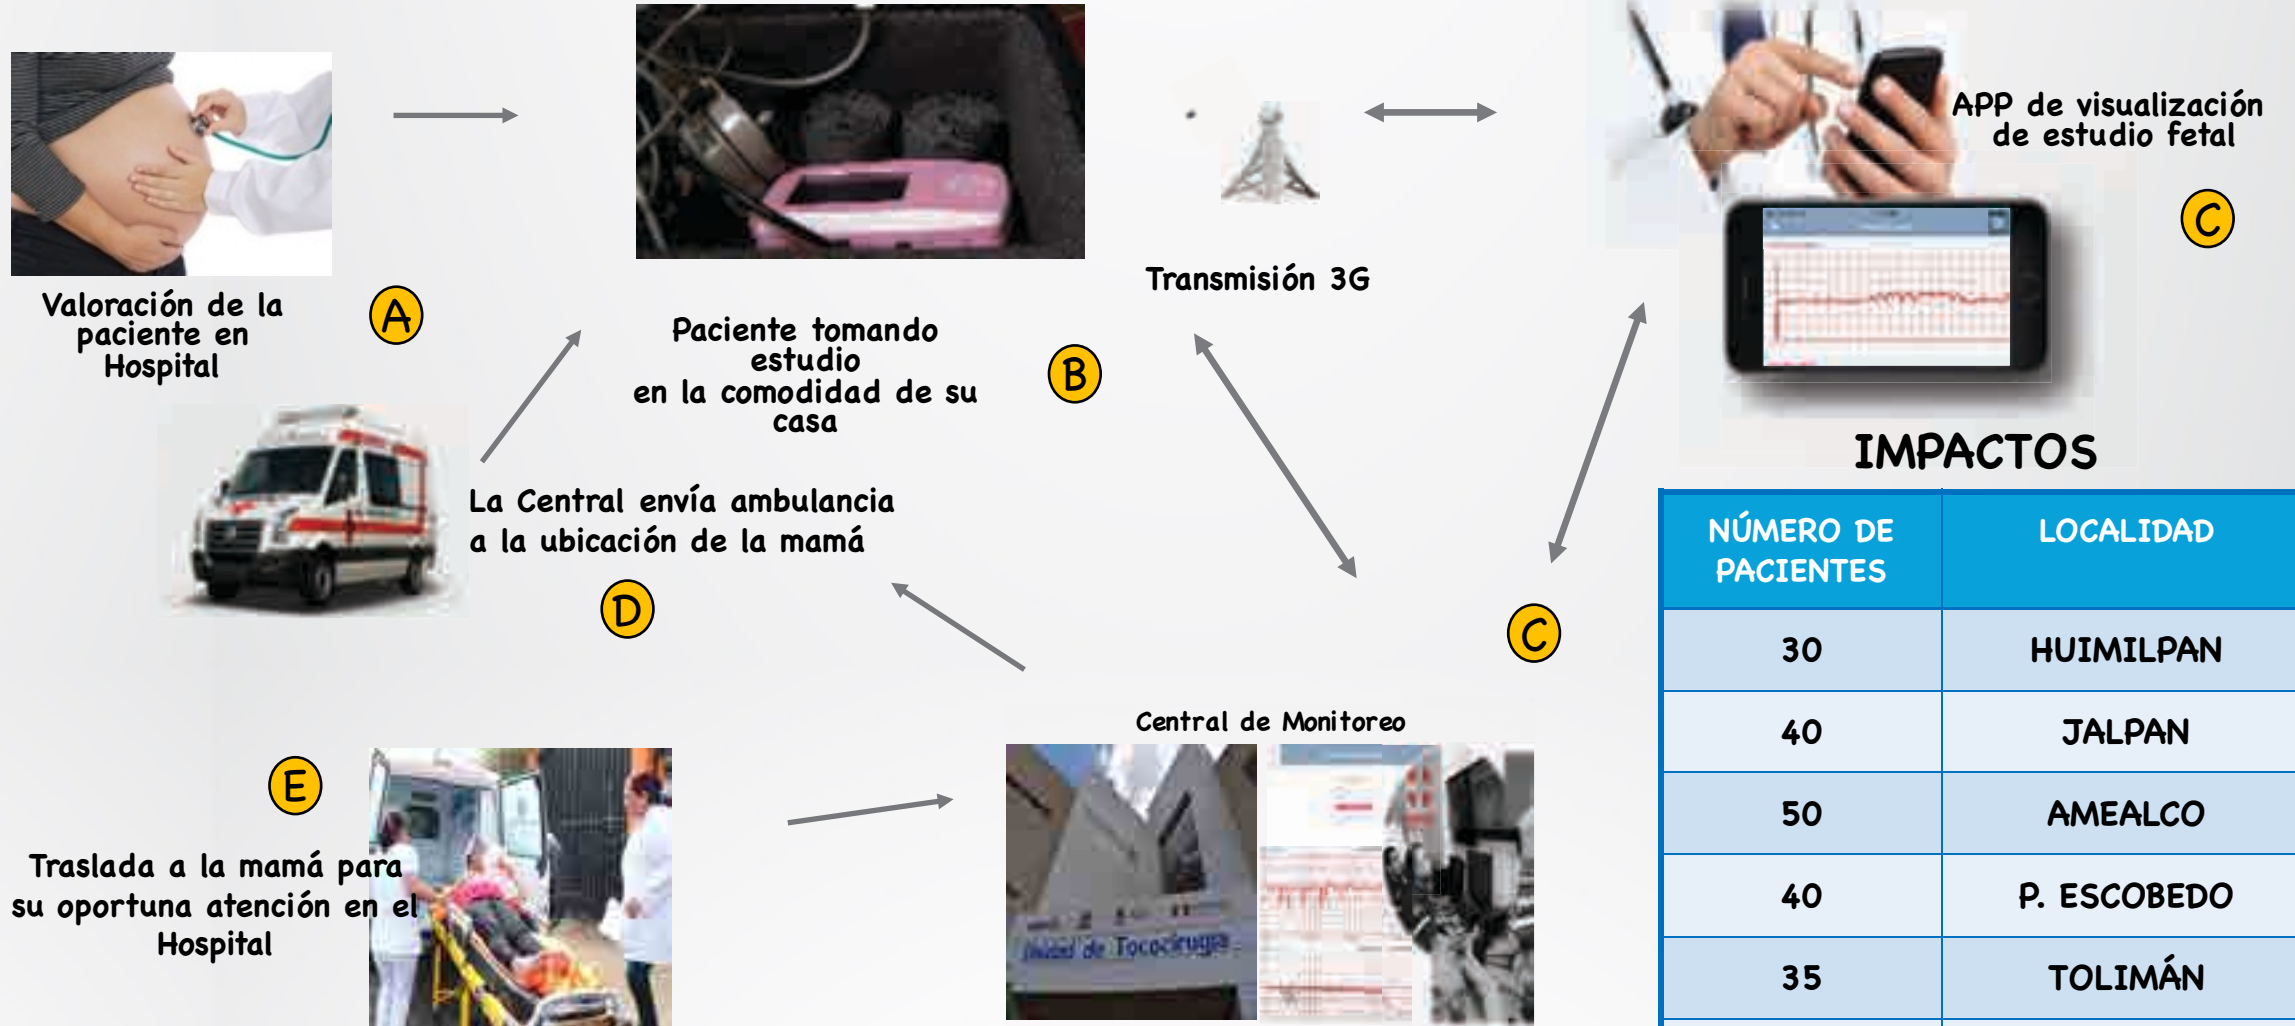 Valoración de la
paciente en
Hospital
A
Paciente tomando
estudio
en la comodidad de su
casa
B
Transmisión 3G
APP de visualización
de estudio fetal
C
La Central envía ambulancia
a la ubicación de la mamá
D
C
Central de Monitoreo
Unidad de Tococirugía
E
Traslada a la mamá para
su oportuna atención en el
Hospital
IMPACTOS
NÚMERO DE PACIENTES LOCALIDAD
30 HUIMILPAN
40 JALPAN
50 AMEALCO
40 P. ESCOBEDO
35 TOLIMÁN